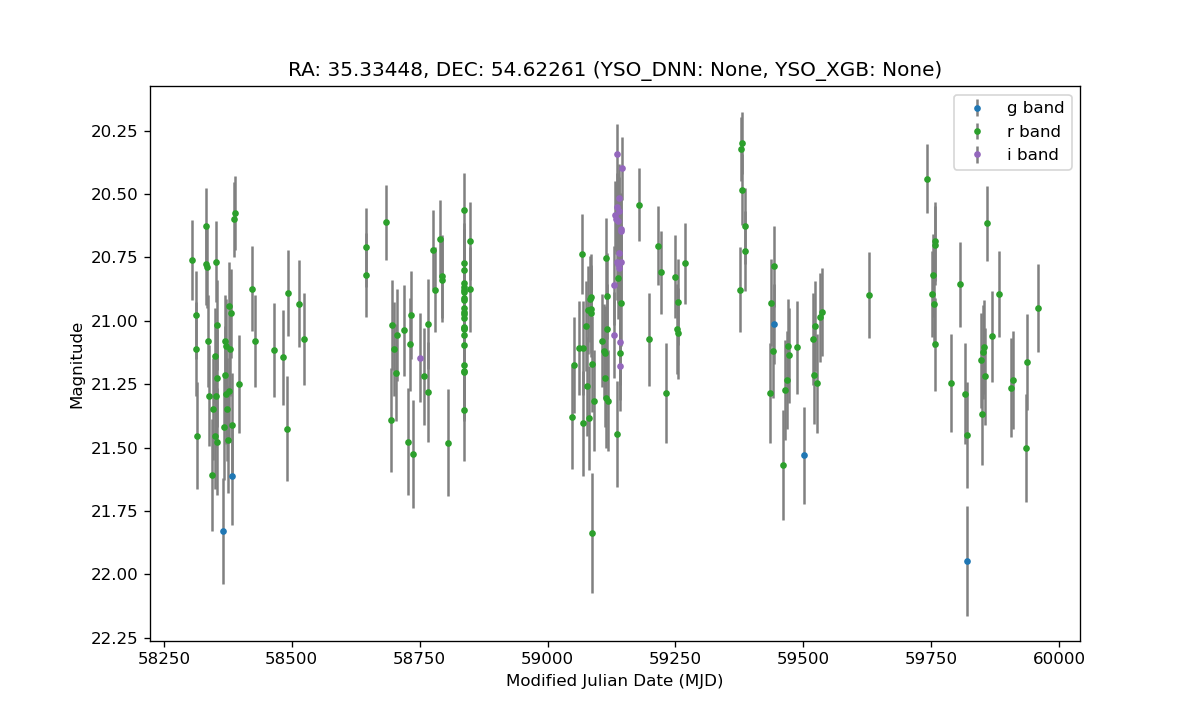 RA: 35.33448, DEC: 54.62261 (YSO_DNN: None, YSO_XGB: None)
g band
r band
i band
20.25
20.50
20.75
21.00
21.25
21.50
21.75
22.00
22.25
Magnitude
58250
58500
58750
59000
59250
59500
59750
60000
Modified Julian Date (MJD)